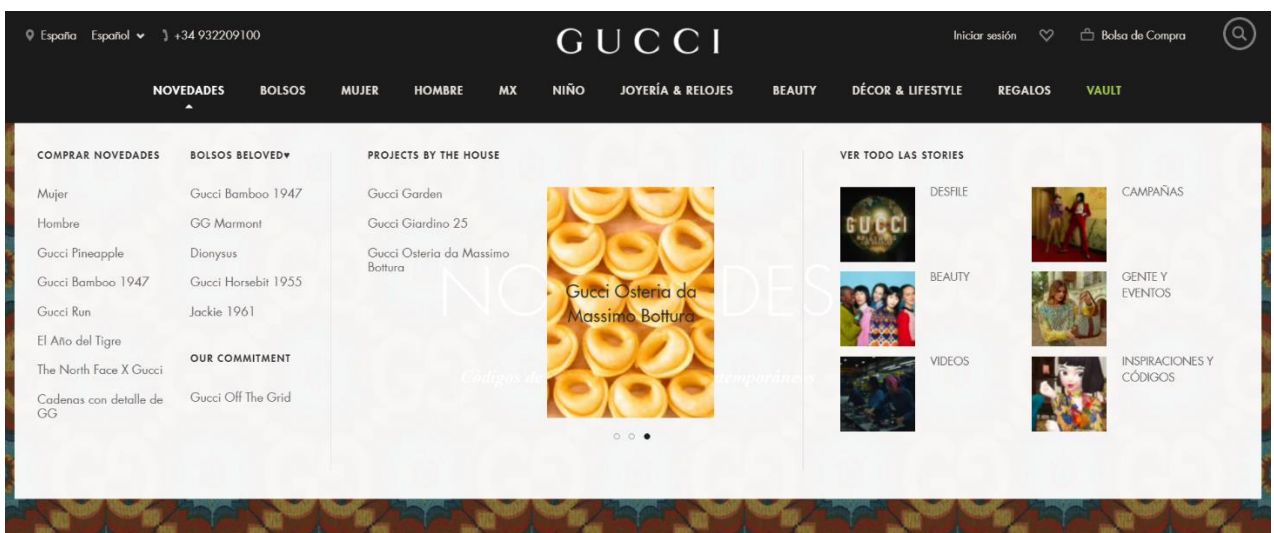 España Español +34 932209100
GUCCI
Iniciar sesión Bolsa de Compra
NOVEDADES BOLSOS MUJER HOMBRE MX NIÑO JOYERÍA & RELOJES BEAUTY DÉCOR & LIFESTYLE REGALOS VAULT
COMPRAR NOVEDADES
Mujer
Hombre
Gucci Pineapple
Gucci Bamboo 1947
Gucci Run
El Año del Tigre
The North Face X Gucci
Cadenas con detalle de
GG
BOLSOS BELOVED♥
Gucci Bamboo 1947
GG Marmont
Dionysus
Gucci Horsebit 1955
Jackie 1961
OUR COMMITMENT
Gucci Off The Grid
PROJECTS BY THE HOUSE
Gucci Garden
Gucci Giardino 25
Gucci Osteria da Massimo
Bottura
Gucci Osteria da
Massimo Bottura
Códigos de
VER TODO LAS STORIES
GUCCI
DESFILE
CAMPAÑAS
BEAUTY
GENTE Y
EVENTOS
VIDEOS
INSPIRACIONES Y
CÓDIGOS